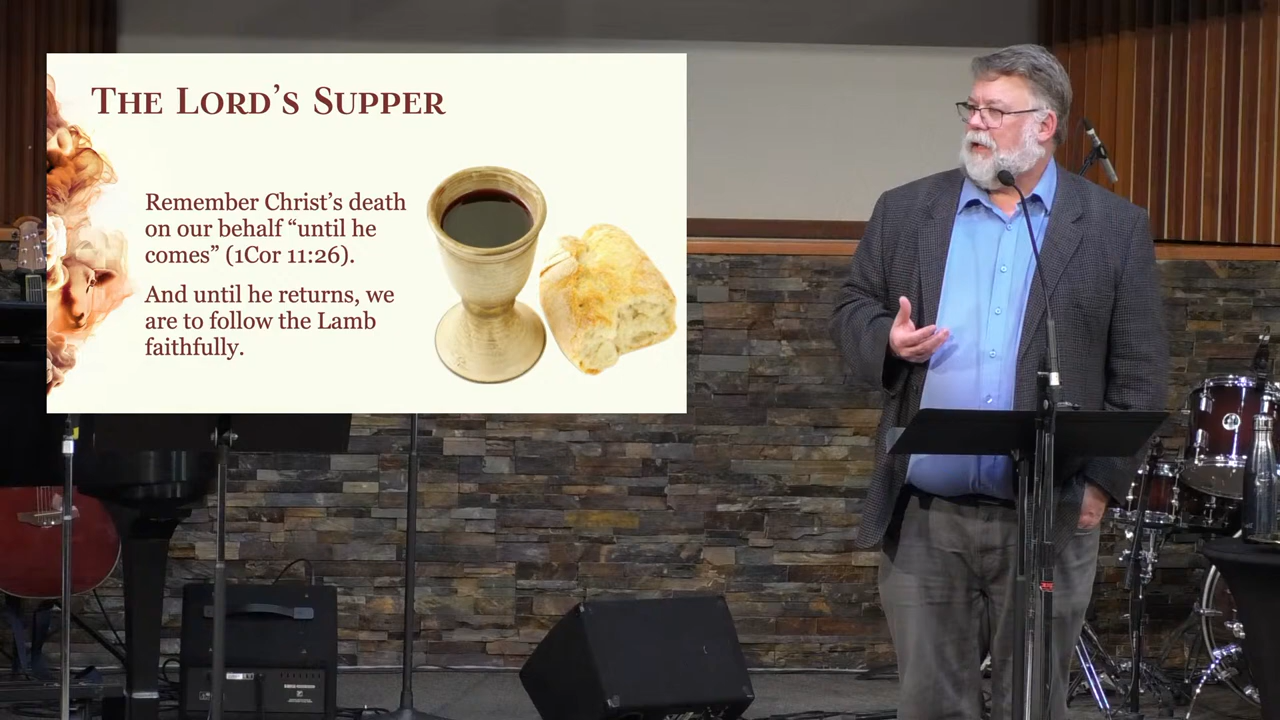 The Lord's Supper
Remember Christ's death
on our behalf “until he
comes” (1Cor 11:26).
And until he returns, we
are to follow the Lamb
faithfully.